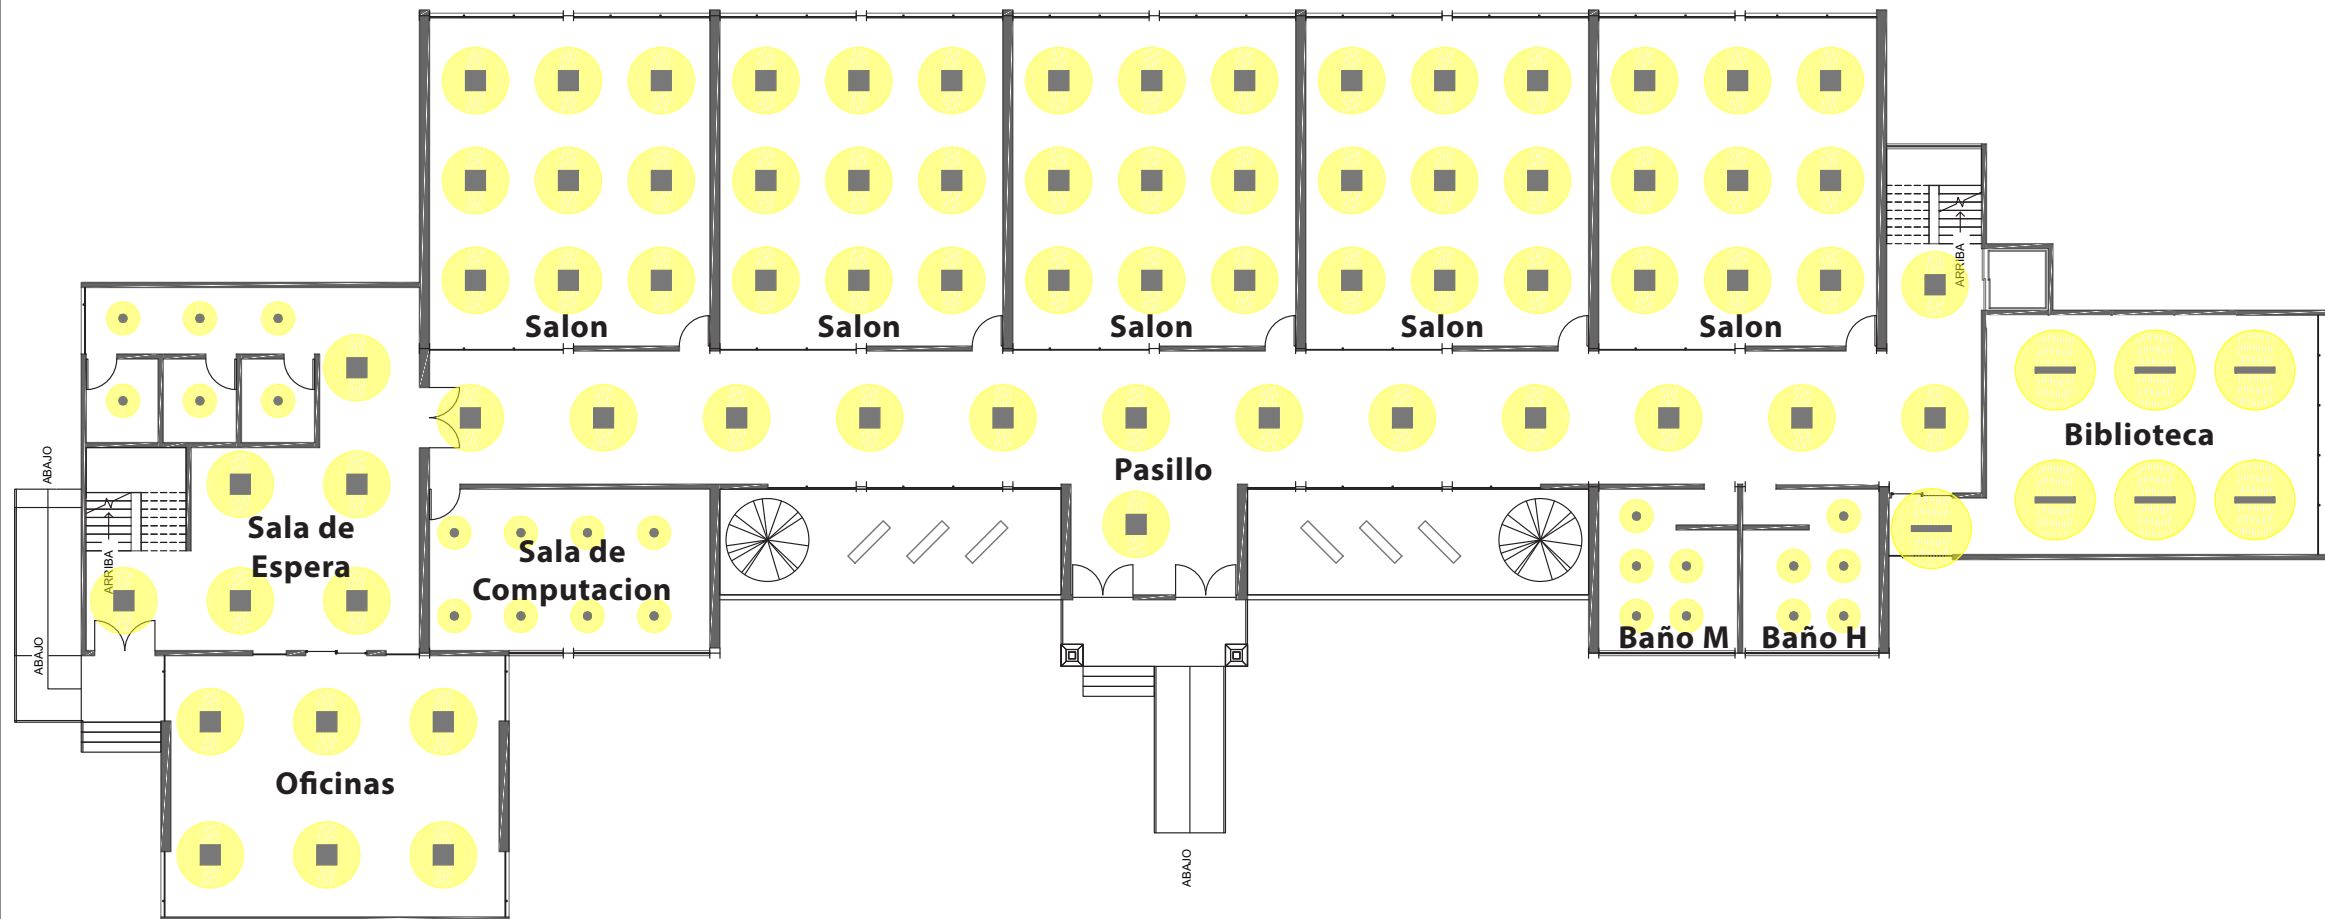 Salon
Salon
Salon
Salon
Salon
ARRIBA
Biblioteca
Pasillo
ABAJO
Sala de
Espera
ARRIBA
Sala de
Computacion
ABAJO
Baño M
Baño H
Oficinas
ABAJO